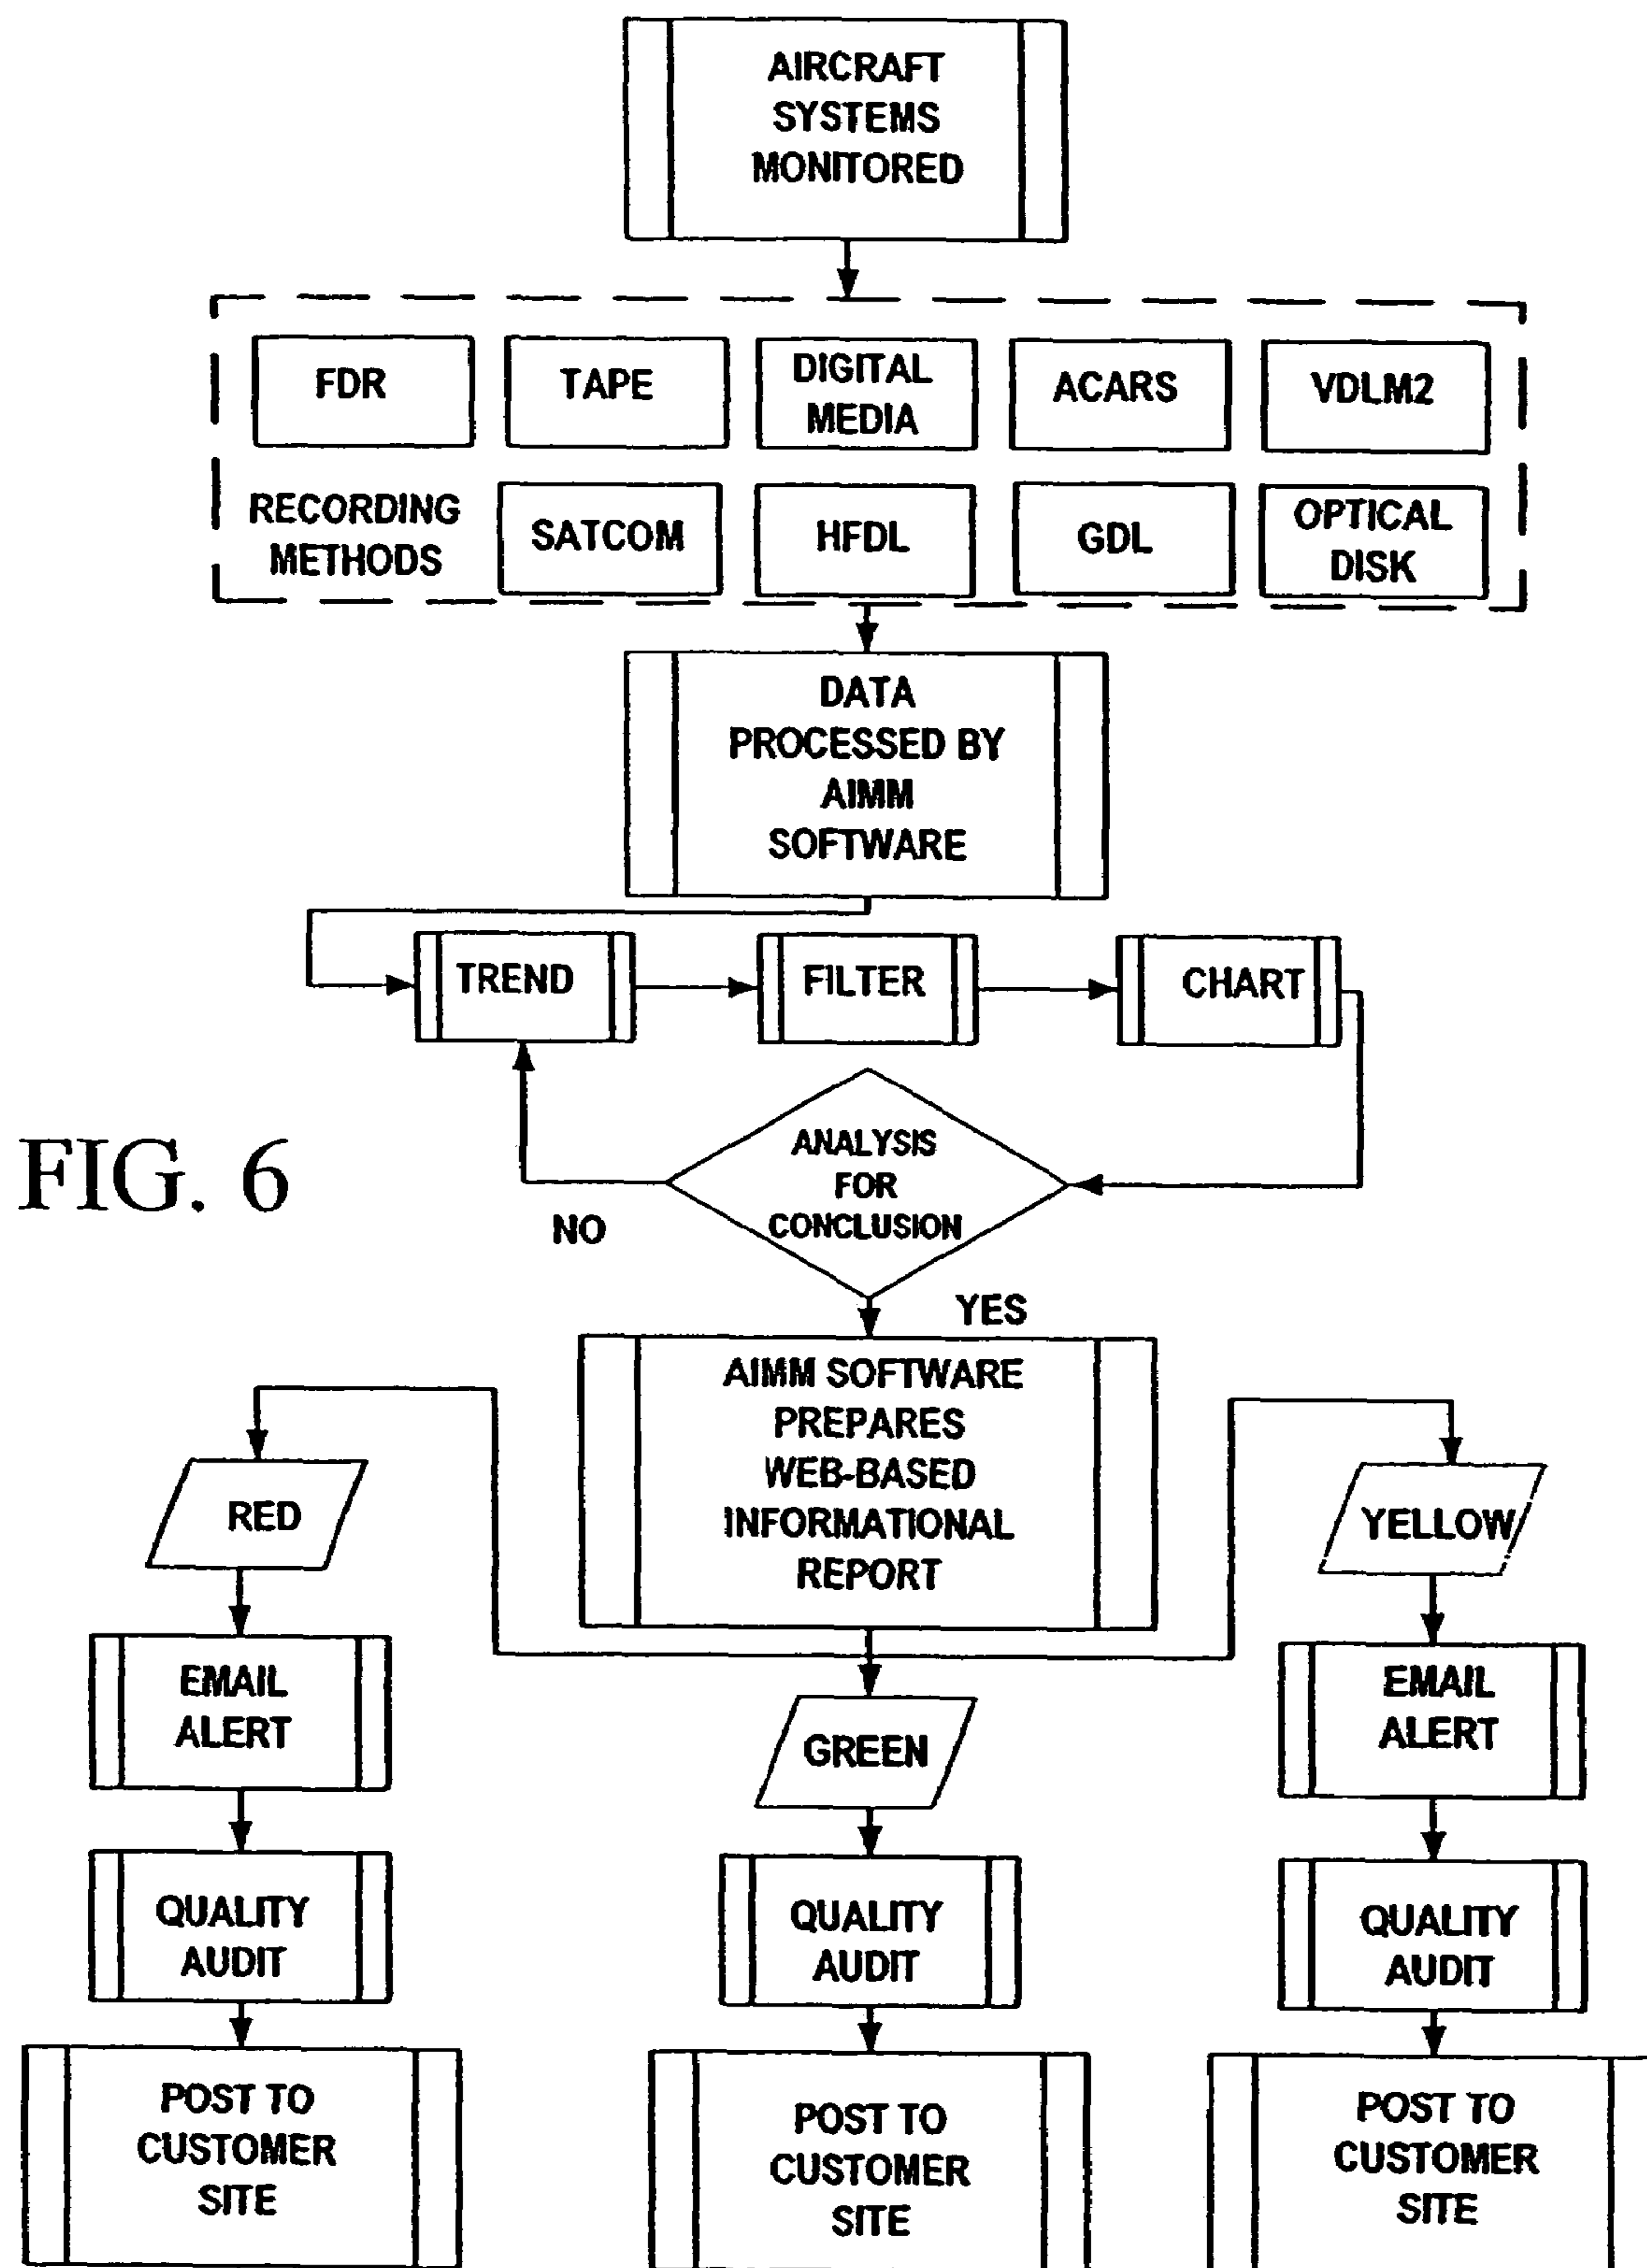 AIRCRAFT
SYSTEMS
MONITORED
FDR
TAPE
DIGITAL
MEDIA
ACARS
VDLM2
RECORDING
METHODS
SATCOM
HFDL
GDL
OPTICAL
DISK
DATA
PROCESSED BY
AIMM
SOFTWARE
TREND
FILTER
CHART
FIG. 6
ANALYSIS
FOR
CONCLUSION
NO
YES
AIMM SOFTWARE
PREPARES
WEB-BASED
INFORMATIONAL
REPORT
RED
EMAIL
ALERT
QUALITY
AUDIT
POST TO
CUSTOMER
SITE
GREEN
QUALITY
AUDIT
POST TO
CUSTOMER
SITE
YELLOW
EMAIL
ALERT
QUALITY
AUDIT
POST TO
CUSTOMER
SITE